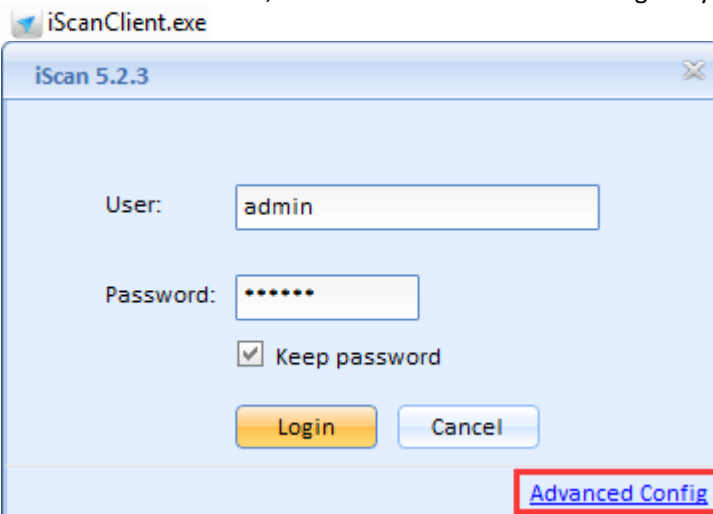 iScanClient.exe
iScan 5.2.3
User: admin
Password: ••••••
Keep password
Login Cancel
Advanced Config